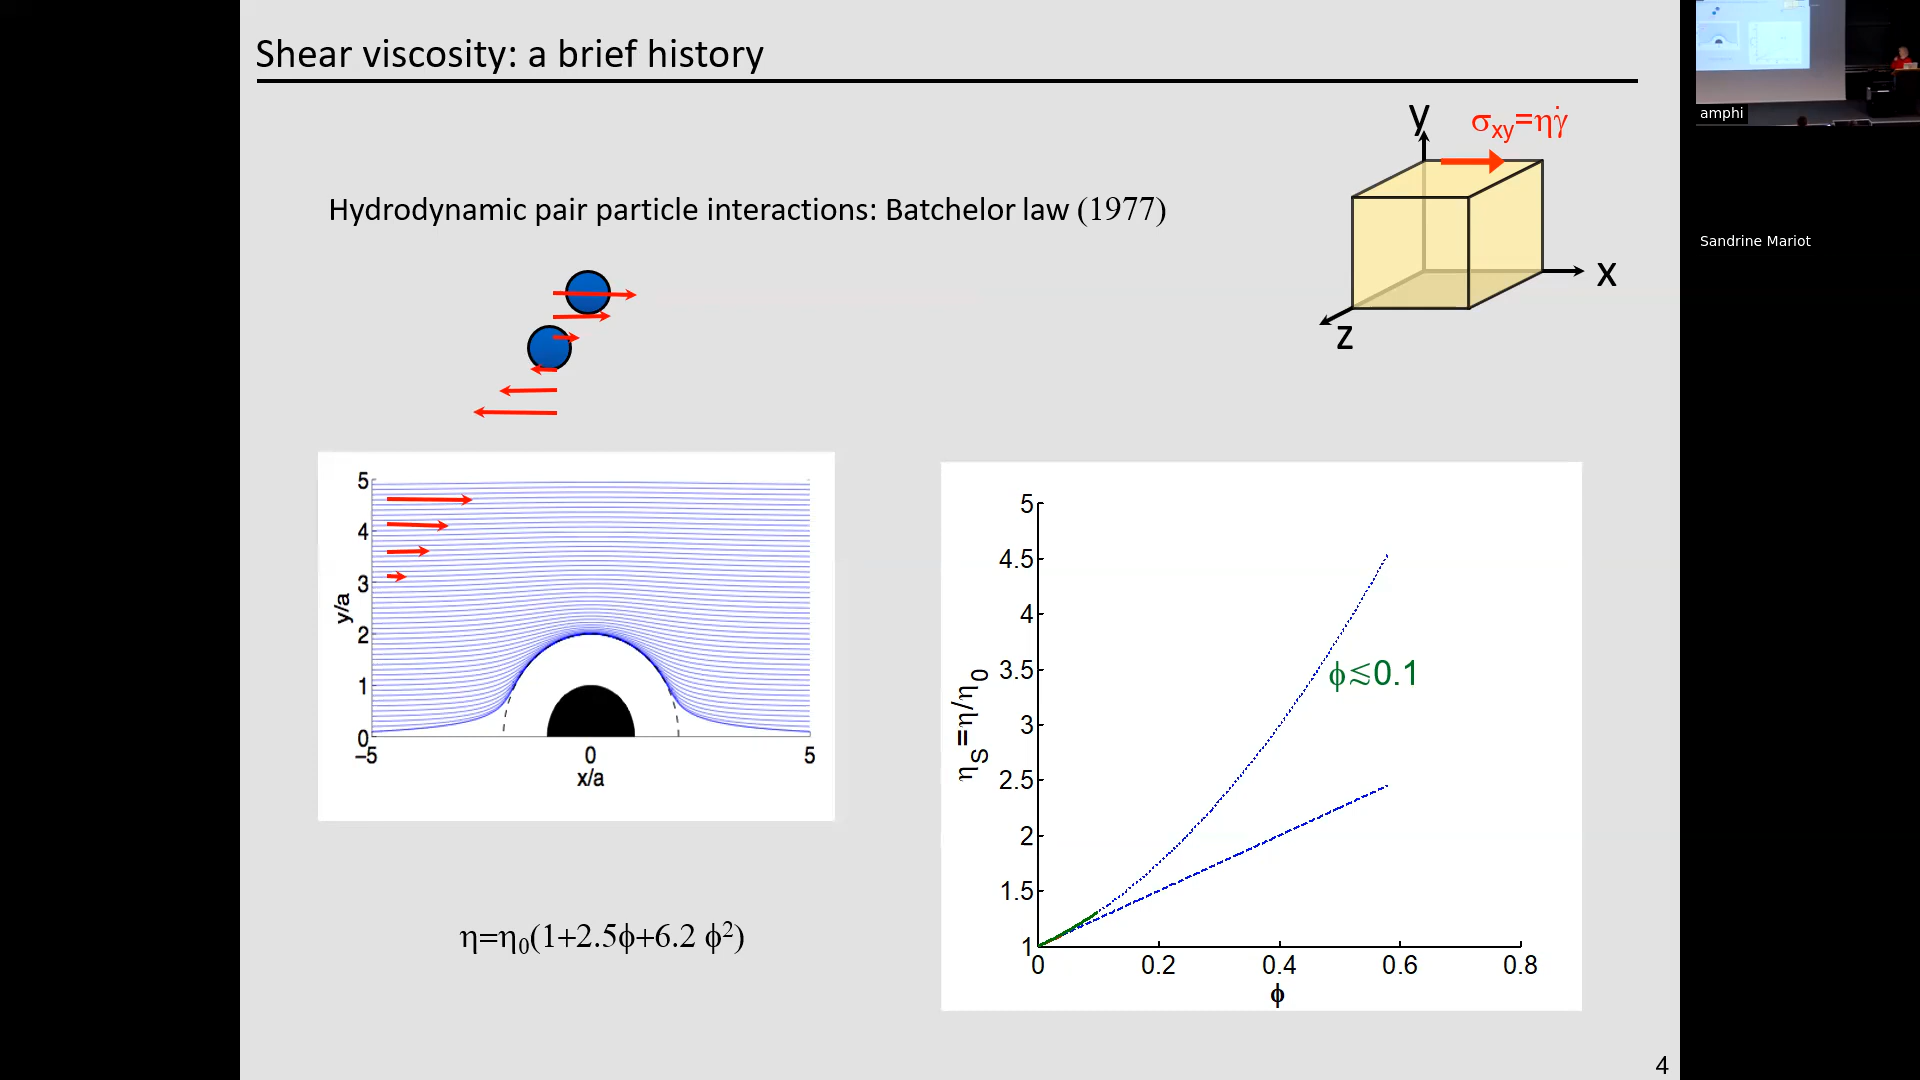 Shear viscosity: a brief history
y
σxy=ηγ̇
x
z
Hydrodynamic pair particle interactions: Batchelor law (1977)
5
4
3
2
1
0
y/a
−5
0
5
x/a
η=η0(1+2.5ϕ+6.2 ϕ²)
5
4.5
4
3.5
3
2.5
2
1.5
1
ηS=η/η0
ϕ≲0.1
0
0.2
0.4
0.6
0.8
ϕ
4
amphi
Sandrine Mariot